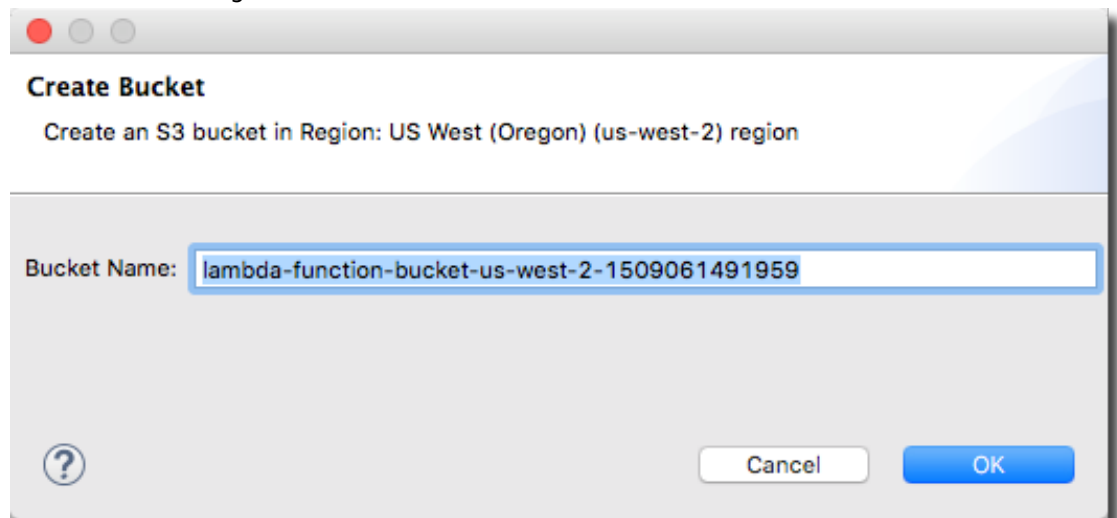 Create Bucket
Create an S3 bucket in Region: US West (Oregon) (us-west-2) region
Bucket Name: lambda-function-bucket-us-west-2-1509061491959
? Cancel OK